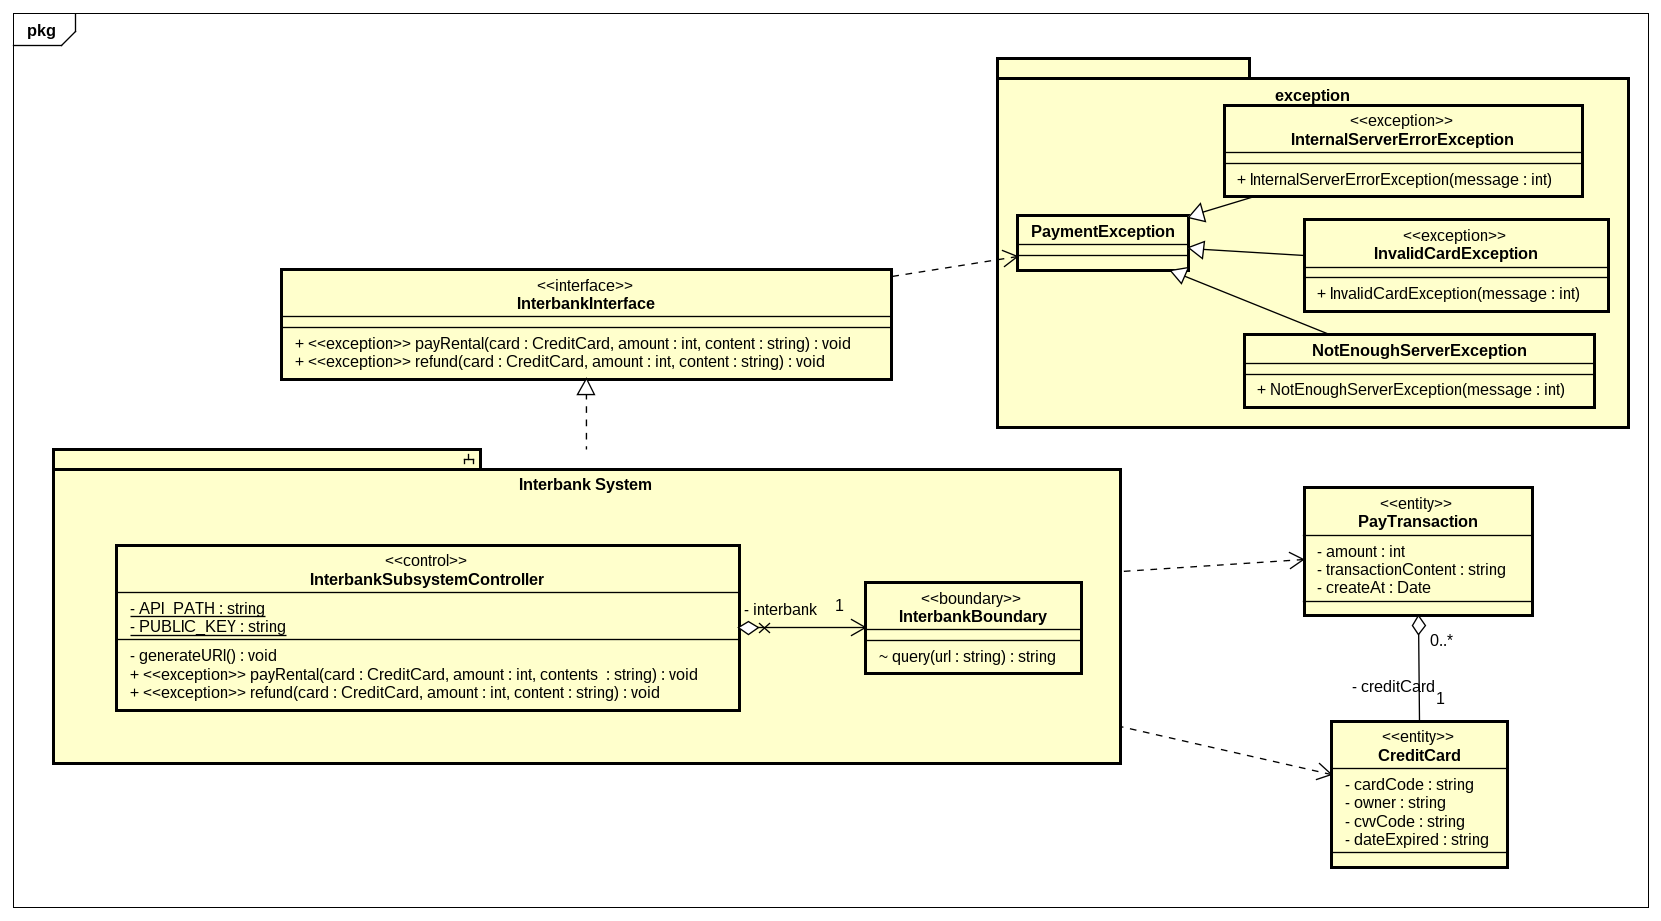 pkg
exception
<<exception>>
InternalServerErrorException
+ InternalServerErrorException(message : int)
PaymentException
<<exception>>
InvalidCardException
+ InvalidCardException(message : int)
NotEnoughServerException
+ NotEnoughServerException(message : int)
<<interface>>
InterbankInterface
+ <<exception>> payRental(card : CreditCard, amount : int, content : string) : void
+ <<exception>> refund(card : CreditCard, amount : int, content : string) : void
Interbank System
<<control>>
InterbankSubsystemController
- API_PATH : string
- PUBLIC_KEY : string
- generateURl() : void
+ <<exception>> payRental(card : CreditCard, amount : int, contents  : string) : void
+ <<exception>> refund(card : CreditCard, amount : int, content : string) : void
- interbank
1
<<boundary>>
InterbankBoundary
~ query(url : string) : string
<<entity>>
PayTransaction
- amount : int
- transactionContent : string
- createAt : Date
0..*
- creditCard
1
<<entity>>
CreditCard
- cardCode : string
- owner : string
- cvvCode : string
- dateExpired : string